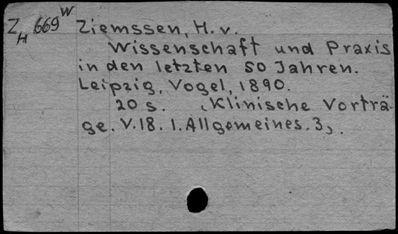 Z H 669 W Ziemssen, H. v.
Wissenschaft und Praxis
in den letzten 50 Jahren.
Leipzig, Vogel, 1890.
20 s. (Klinische Vorträ-
ge. V.18. 1. Allgemeines. 3).